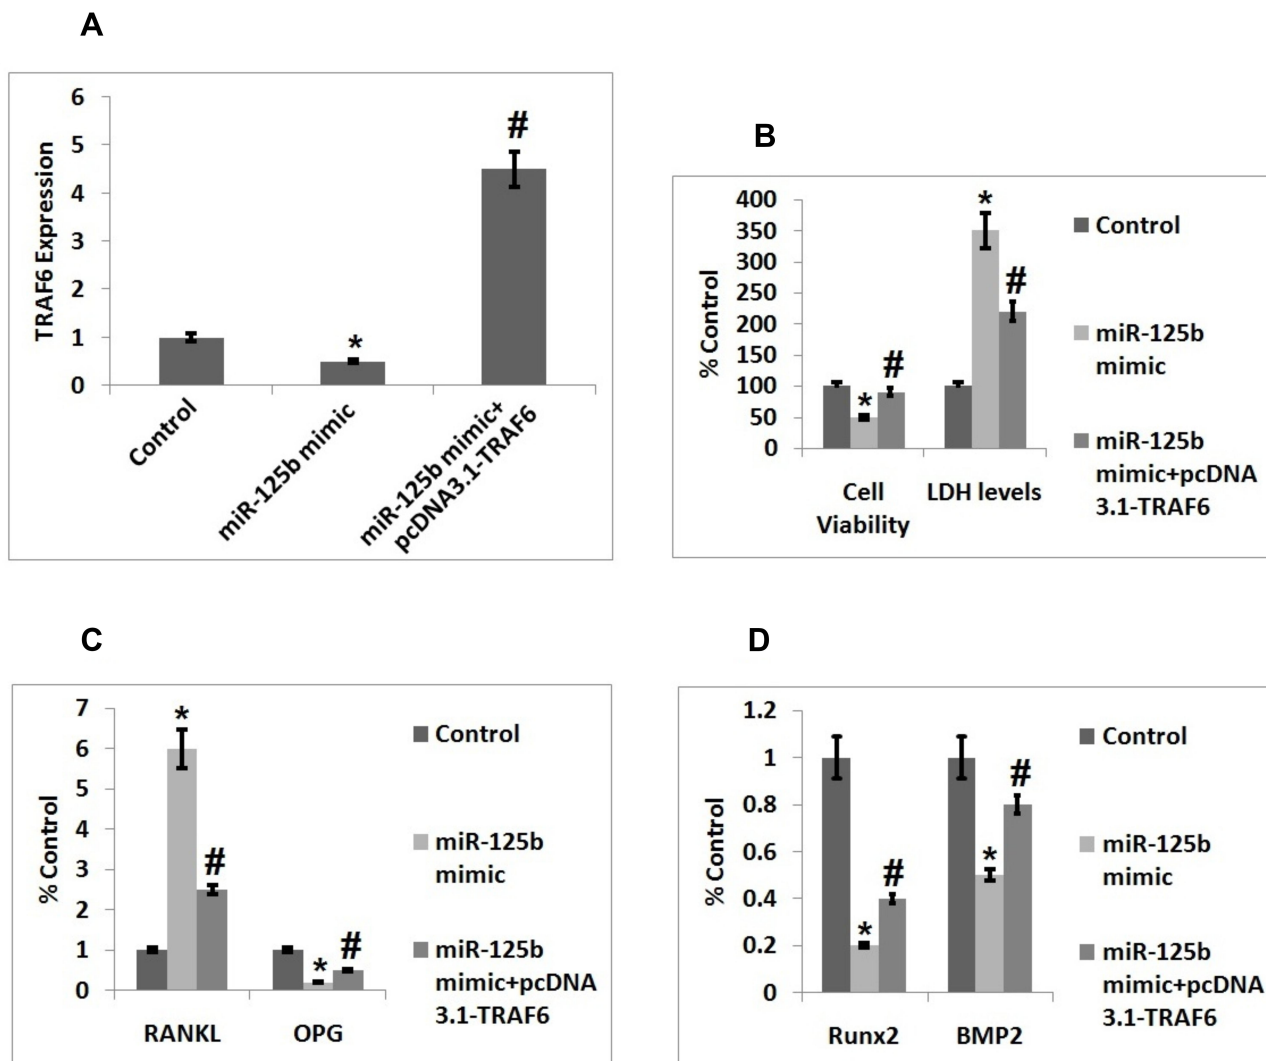 A
6
5
4
3
2
1
0
TRAF6 Expression
*
#
Control
miR-125b mimic
miR-125b mimic+
pcDNA3.1-TRAF6
B
400
350
300
250
200
150
100
50
0
% Control
*
#
*
#
Cell
Viability
LDH levels
Control
miR-125b
mimic
miR-125b
mimic+pcDNA
3.1-TRAF6
C
7
6
5
4
3
2
1
0
% Control
*
#
*
#
RANKL
OPG
Control
miR-125b
mimic
miR-125b
mimic+pcDNA
3.1-TRAF6
D
1.2
1
0.8
0.6
0.4
0.2
0
% Control
*
#
*
#
Runx2
BMP2
Control
miR-125b
mimic
miR-125b
mimic+pcDNA
3.1-TRAF6